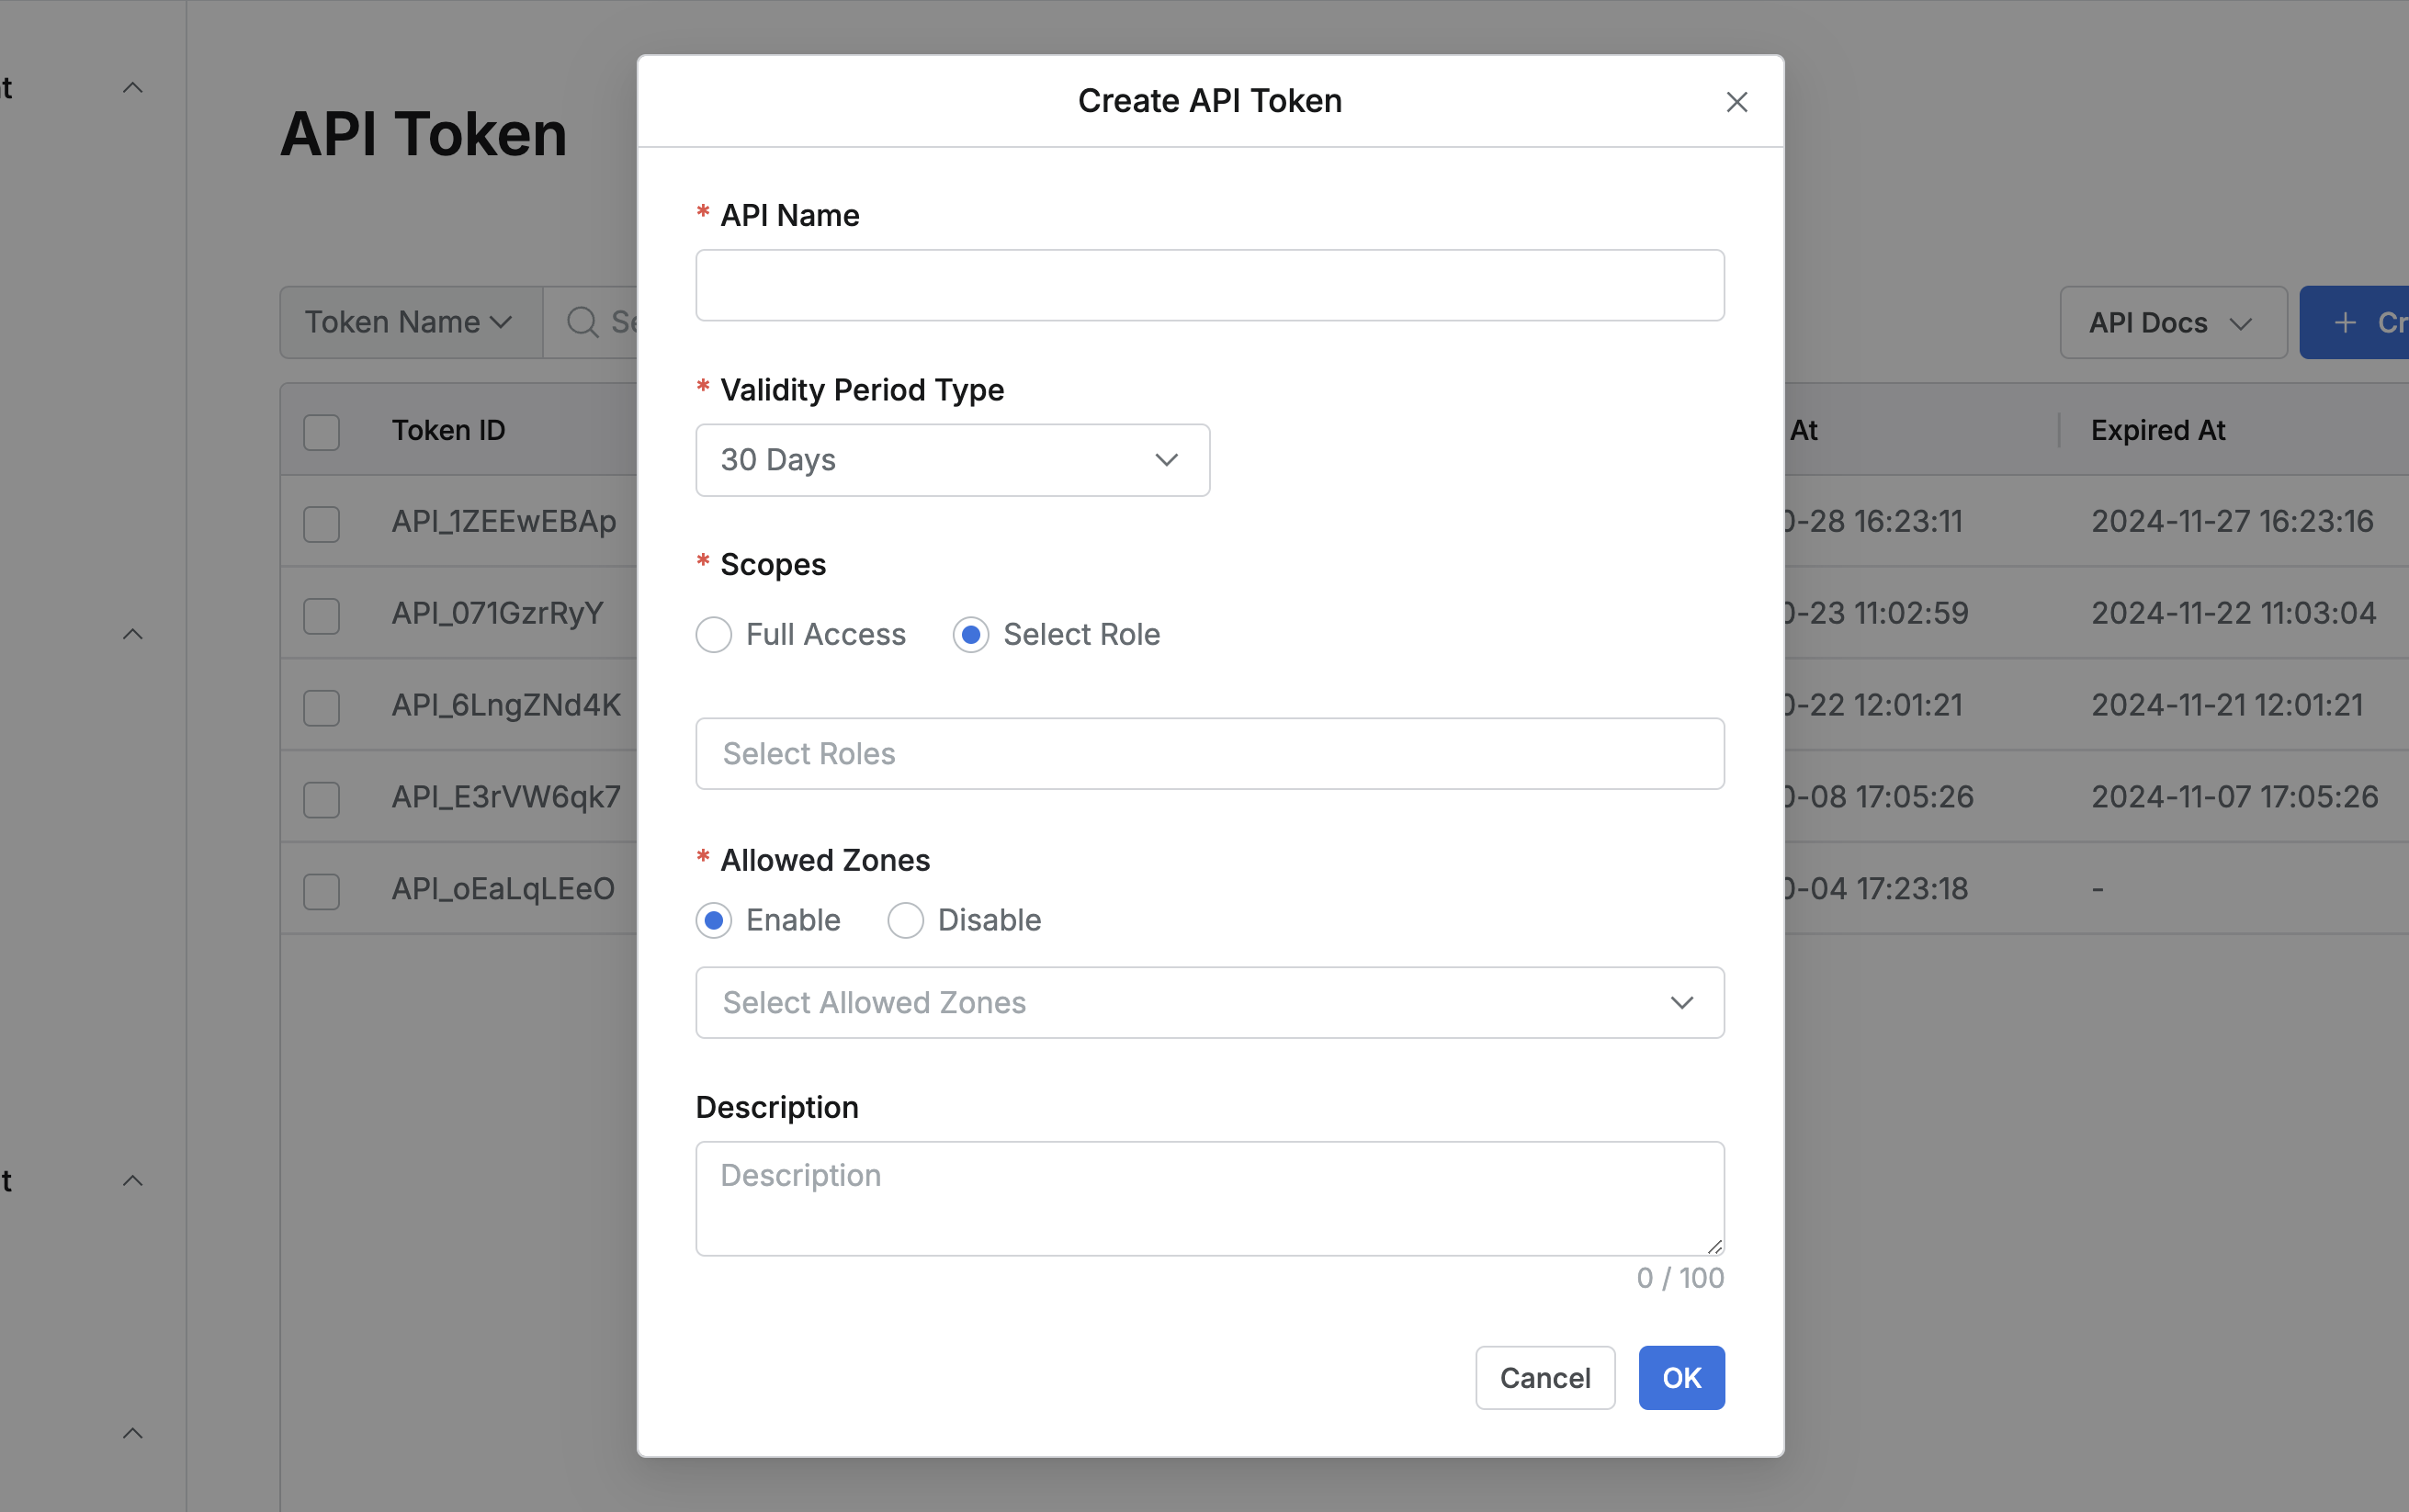 t
API Token
Token Name
Se
API Docs
+ Cr
Token ID
At
Expired At
API_1ZEEwEBAp
0-28 16:23:11
2024-11-27 16:23:16
API_071GzrRyY
0-23 11:02:59
2024-11-22 11:03:04
API_6LngZNd4K
0-22 12:01:21
2024-11-21 12:01:21
API_E3rVW6qk7
0-08 17:05:26
2024-11-07 17:05:26
API_oEaLqLEeO
0-04 17:23:18
-
t
Create API Token
* API Name
* Validity Period Type
30 Days
* Scopes
Full Access
Select Role
Select Roles
* Allowed Zones
Enable
Disable
Select Allowed Zones
Description
Description
0 / 100
Cancel
OK